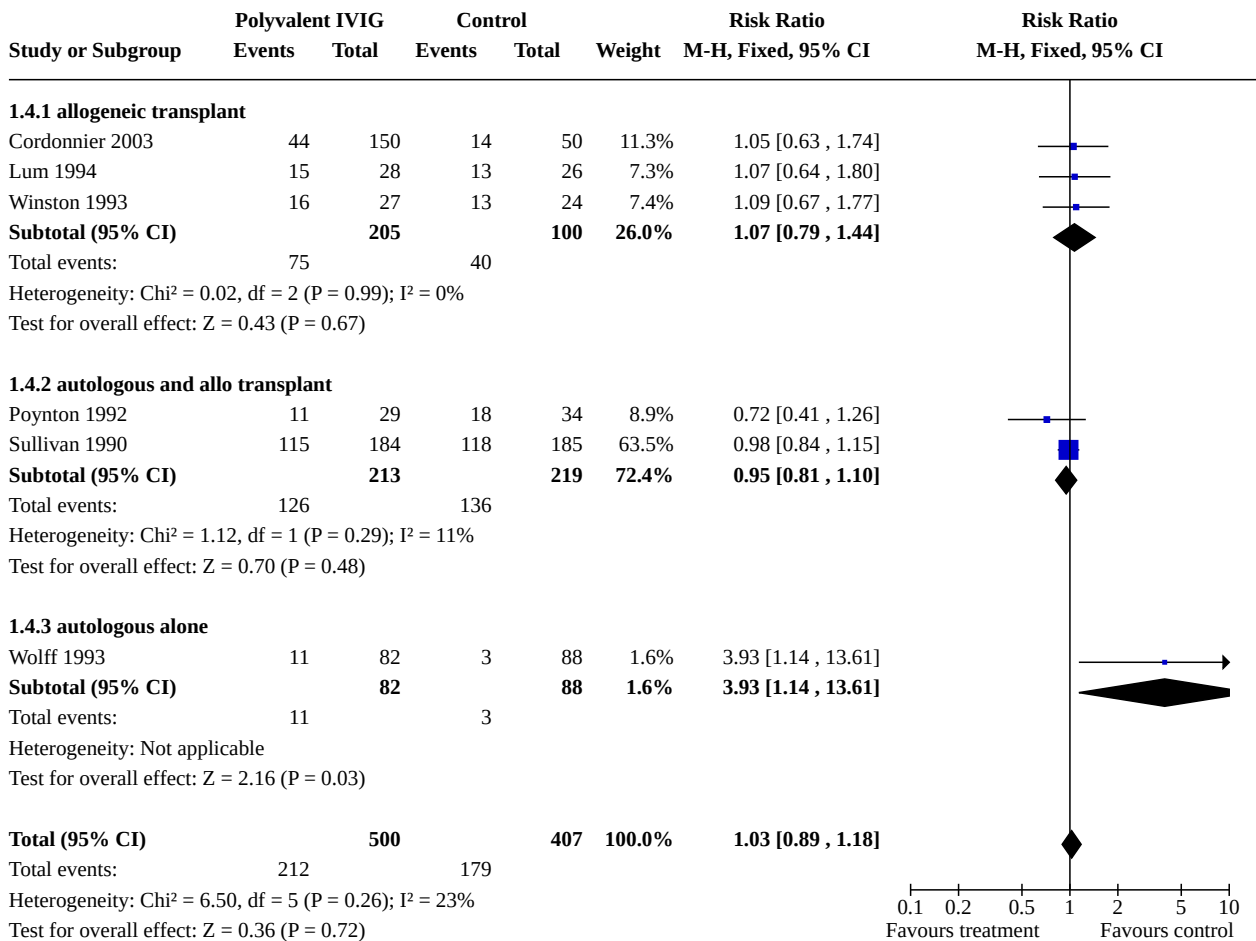 Polyvalent IVIG Control Risk Ratio Risk Ratio
Study or Subgroup Events Total Events Total Weight M-H, Fixed, 95% CI M-H, Fixed, 95% CI
1.4.1 allogeneic transplant
Cordonnier 2003 44 150 14 50 11.3% 1.05 [0.63 , 1.74]
Lum 1994 15 28 13 26 7.3% 1.07 [0.64 , 1.80]
Winston 1993 16 27 13 24 7.4% 1.09 [0.67 , 1.77]
Subtotal (95% CI) 205 100 26.0% 1.07 [0.79 , 1.44]
Total events: 75 40
Heterogeneity: Chi² = 0.02, df = 2 (P = 0.99); I² = 0%
Test for overall effect: Z = 0.43 (P = 0.67)
1.4.2 autologous and allo transplant
Poynton 1992 11 29 18 34 8.9% 0.72 [0.41 , 1.26]
Sullivan 1990 115 184 118 185 63.5% 0.98 [0.84 , 1.15]
Subtotal (95% CI) 213 219 72.4% 0.95 [0.81 , 1.10]
Total events: 126 136
Heterogeneity: Chi² = 1.12, df = 1 (P = 0.29); I² = 11%
Test for overall effect: Z = 0.70 (P = 0.48)
1.4.3 autologous alone
Wolff 1993 11 82 3 88 1.6% 3.93 [1.14 , 13.61]
Subtotal (95% CI) 82 88 1.6% 3.93 [1.14 , 13.61]
Total events: 11 3
Heterogeneity: Not applicable
Test for overall effect: Z = 2.16 (P = 0.03)
Total (95% CI) 500 407 100.0% 1.03 [0.89 , 1.18]
Total events: 212 179
Heterogeneity: Chi² = 6.50, df = 5 (P = 0.26); I² = 23% 0.1 0.2 0.5 1 2 5 10
Test for overall effect: Z = 0.36 (P = 0.72) Favours treatment Favours control